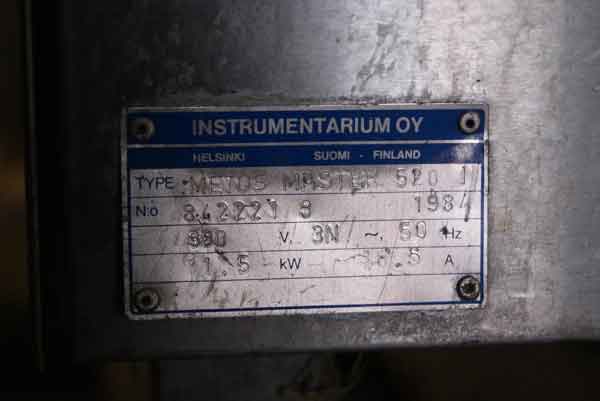 INSTRUMENTARIUM OY
HELSINKI SUOMI - FINLAND
TYPE METOS MASTER 520
N:o 842221 8 1984
380 V, 3N ~, 50 Hz
kW A